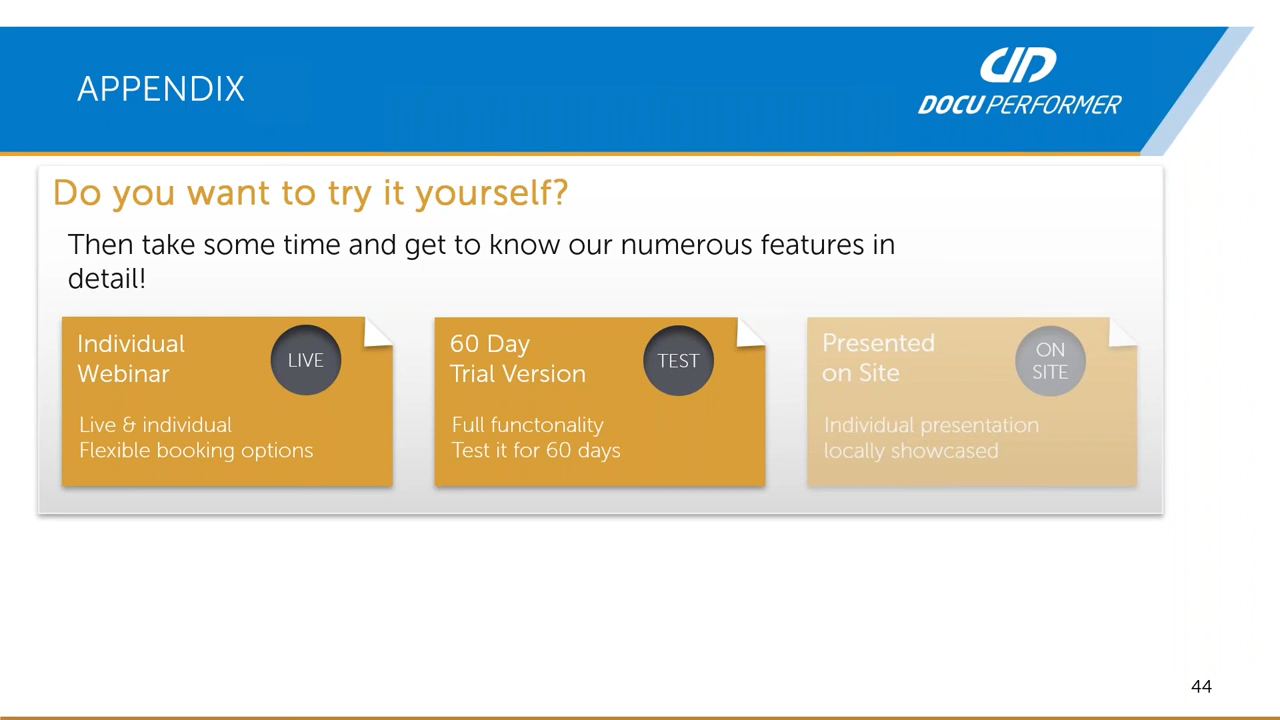 APPENDIX
DOCU PERFORMER
Do you want to try it yourself?
Then take some time and get to know our numerous features in
detail!
Individual
Webinar
LIVE
Live & individual
Flexible booking options
60 Day
Trial Version
TEST
Full functonality
Test it for 60 days
Presented
on Site
ON
SITE
Individual presentation
locally showcased
44